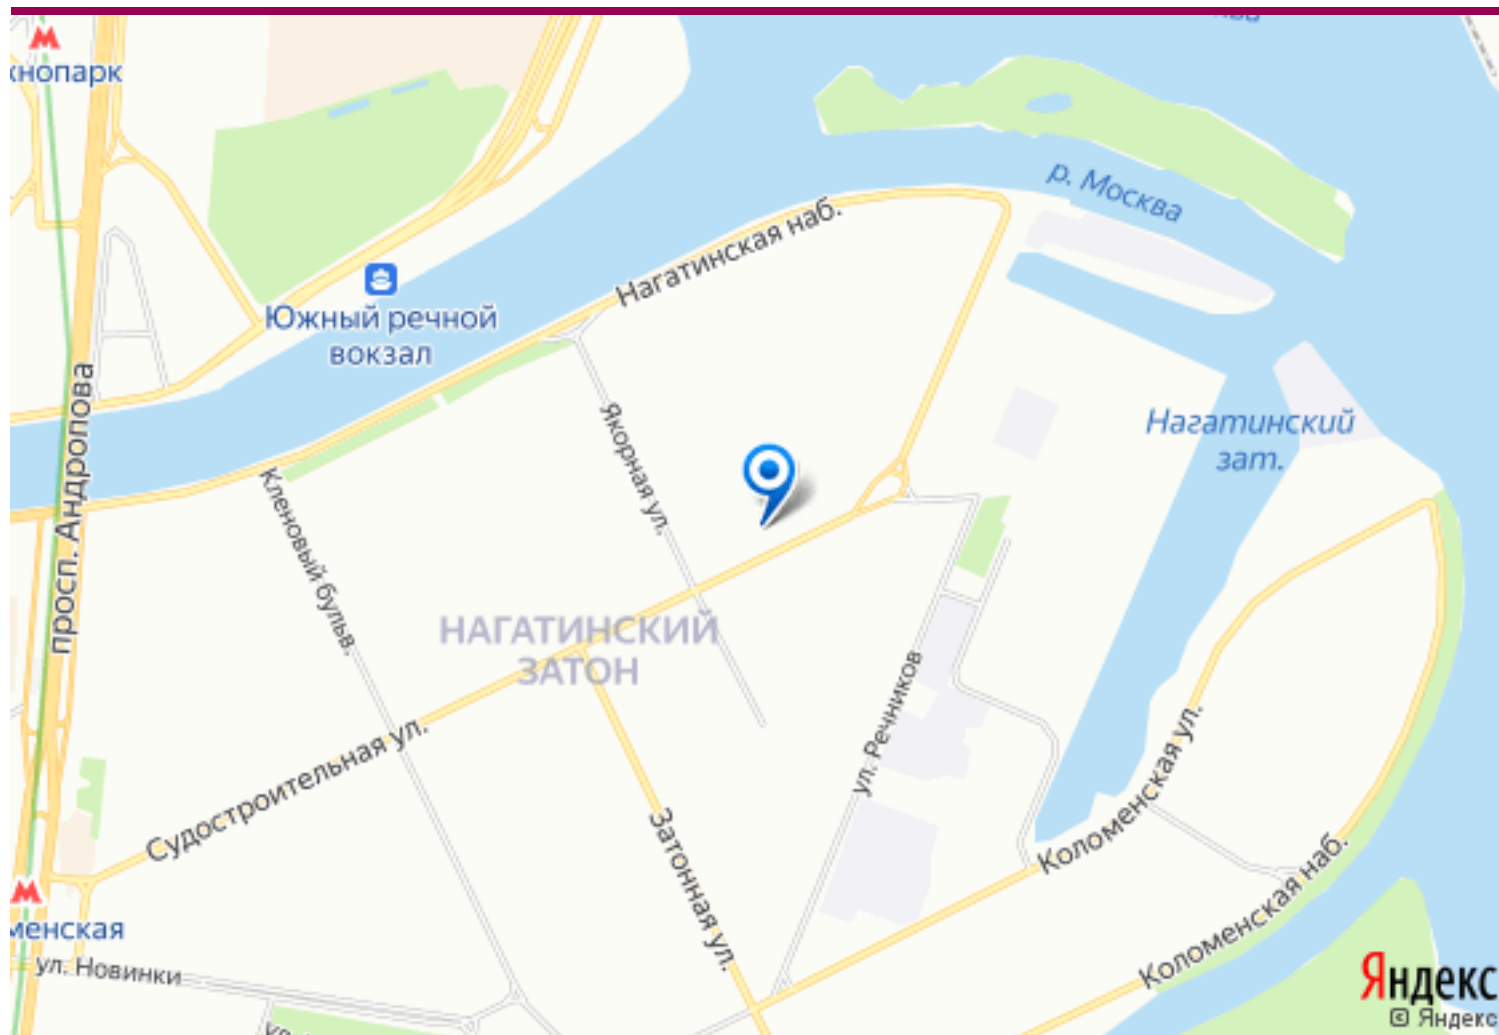 хнопарк
р. Москва
Нагатинская наб.
Южный речной
вокзал
просп. Андропова
Нагатинский
зат.
Якорная ул.
Кленовый бульв.
НАГАТИНСКИЙ
ЗАТОН
ул. Речников
Судостроительная ул.
Коломенская ул.
Затонная ул.
Коломенская наб.
менская
ул. Новинки
Яндекс
© Яндекс